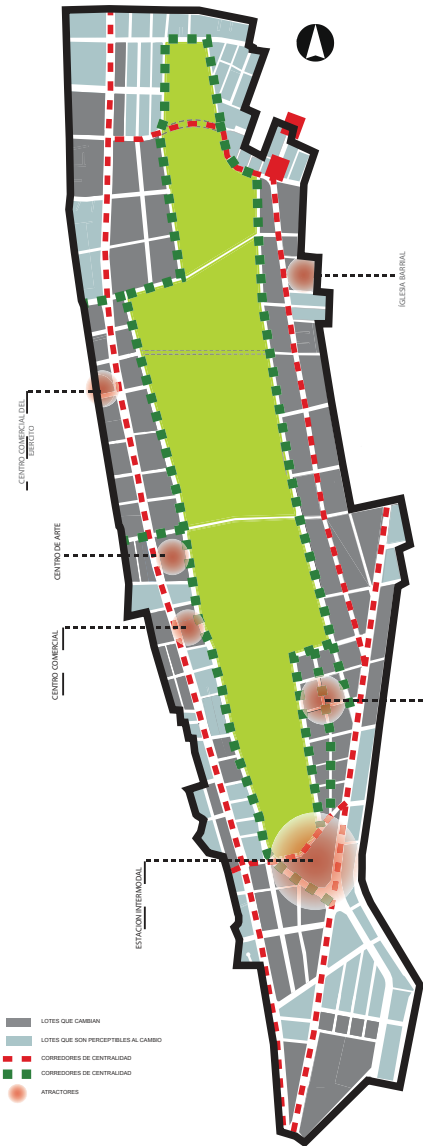 IGLESIA BARRIAL
CENTRO COMERCIAL DEL
EJERCITO
CENTRO DE ARTE
CENTRO COMERCIAL
ESTACION INTERMODAL
LOTES QUE CAMBIAN
LOTES QUE SON PERCEPTIBLES AL CAMBIO
CORREDORES DE CENTRALIDAD
CORREDORES DE CENTRALIDAD
ATRACTORES